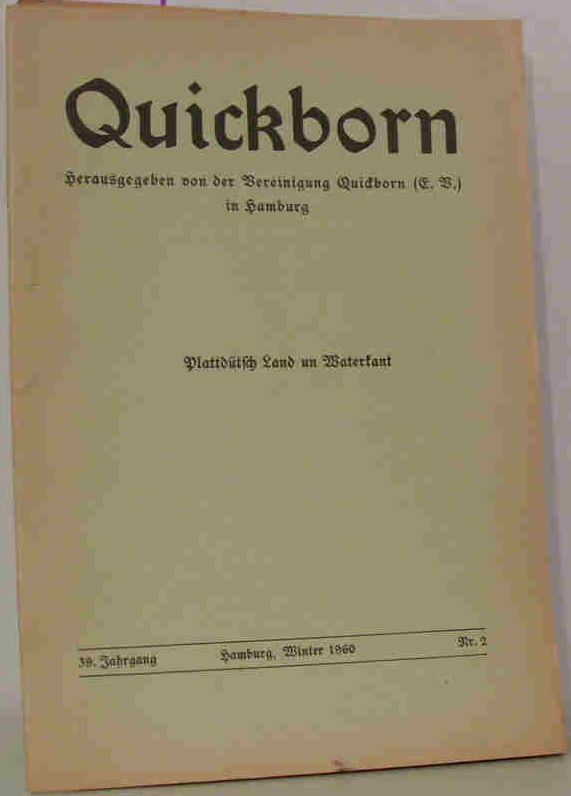 Quickborn
Herausgegeben von der Vereinigung Quickborn (E. V.)
in Hamburg
Plattdütsch Land un Waterkant
39. Jahrgang Hamburg, Winter 1960 Nr. 2